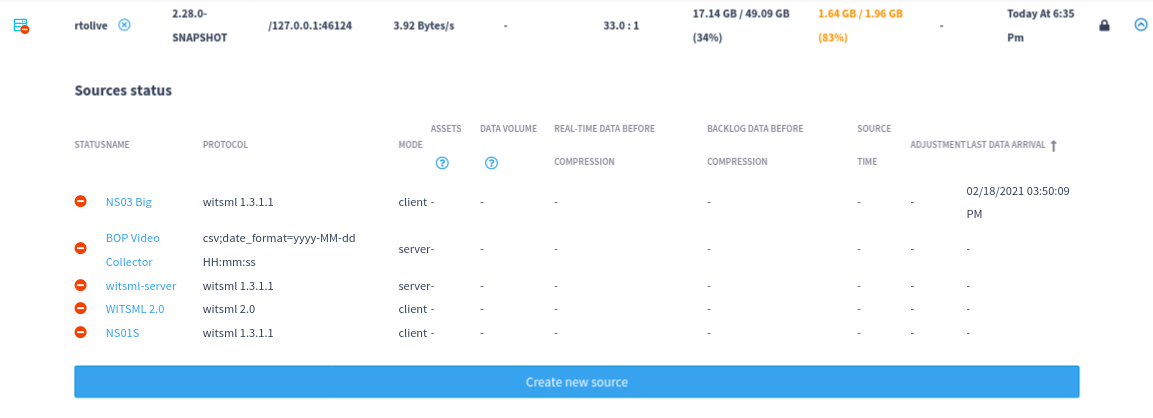 rtolive 2.28.0-SNAPSHOT /127.0.0.1:46124 3.92 Bytes/s - 33.0 : 1 17.14 GB / 49.09 GB (34%) 1.64 GB / 1.96 GB (83%) - Today At 6:35 Pm
Sources status
STATUS NAME PROTOCOL MODE ASSETS ? DATA VOLUME ? REAL-TIME DATA BEFORE COMPRESSION BACKLOG DATA BEFORE COMPRESSION SOURCE TIME ADJUSTMENT LAST DATA ARRIVAL ↑
NS03 Big witsml 1.3.1.1 client - - - - - - 02/18/2021 03:50:09 PM
BOP Video Collector csv;date_format=yyyy-MM-dd HH:mm:ss server - - - - - - -
witsml-server witsml 1.3.1.1 server - - - - - - -
WITSML 2.0 witsml 2.0 client - - - - - - -
NS01S witsml 1.3.1.1 client - - - - - - -
Create new source